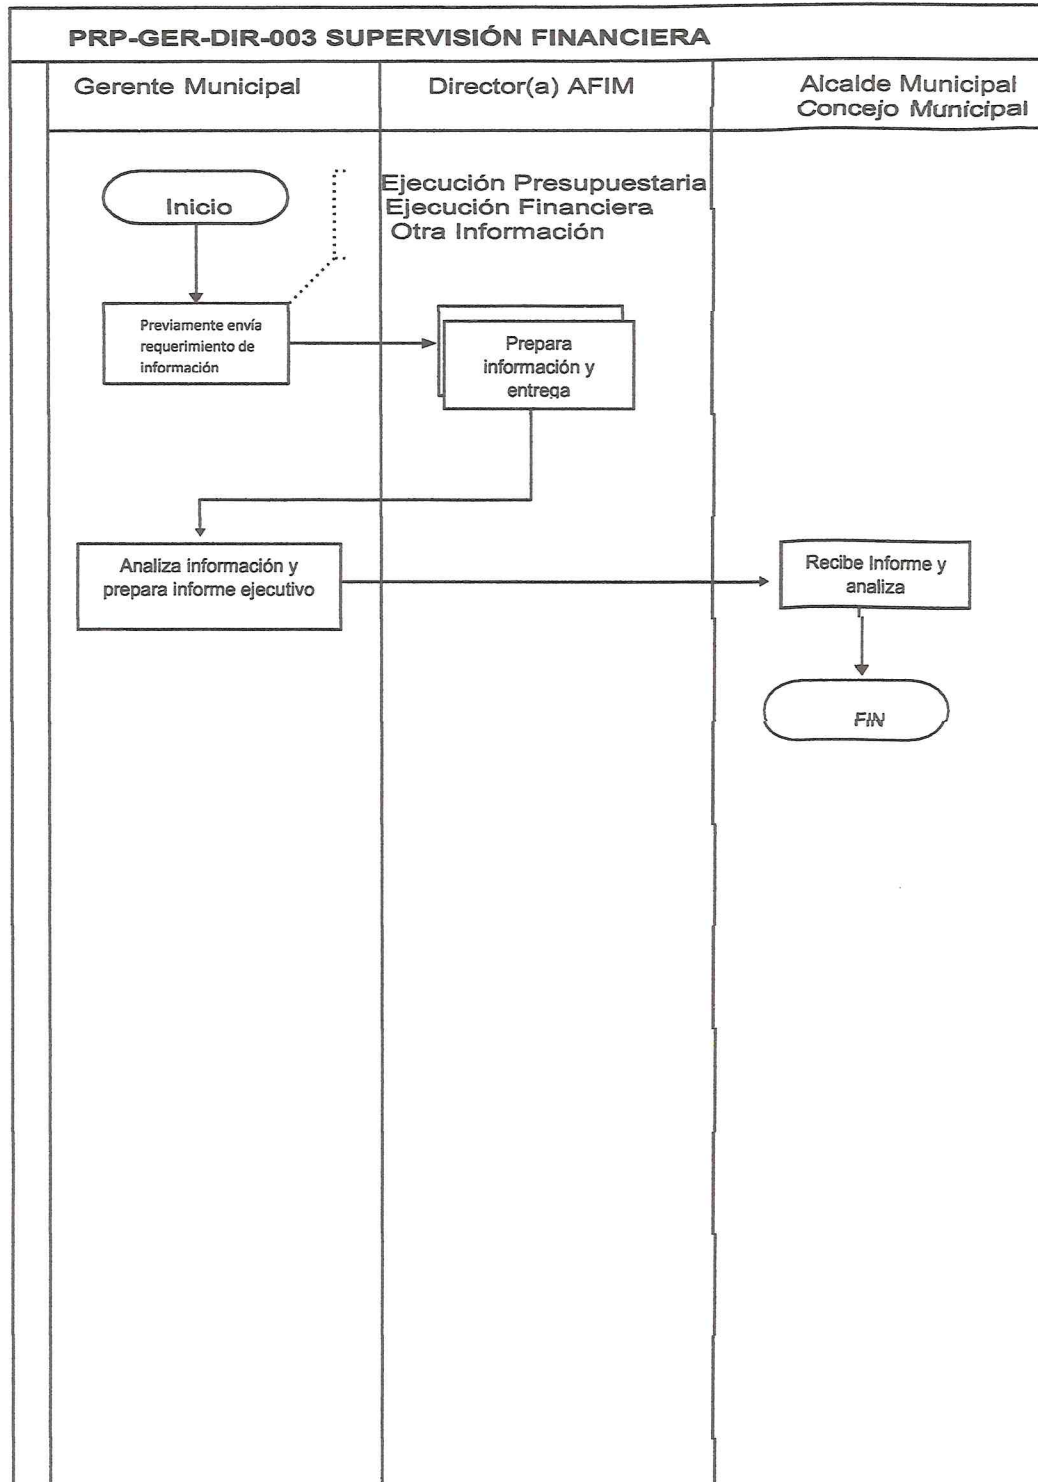 PRP-GER-DIR-003 SUPERVISIÓN FINANCIERA
Gerente Municipal
Director(a) AFIM
Alcalde Municipal
Concejo Municipal
Inicio
Ejecución Presupuestaria
Ejecución Financiera
Otra Información
Previamente envía
requerimiento de
información
Prepara
información y
entrega
Analiza información y
prepara informe ejecutivo
Recibe Informe y
analiza
FIN